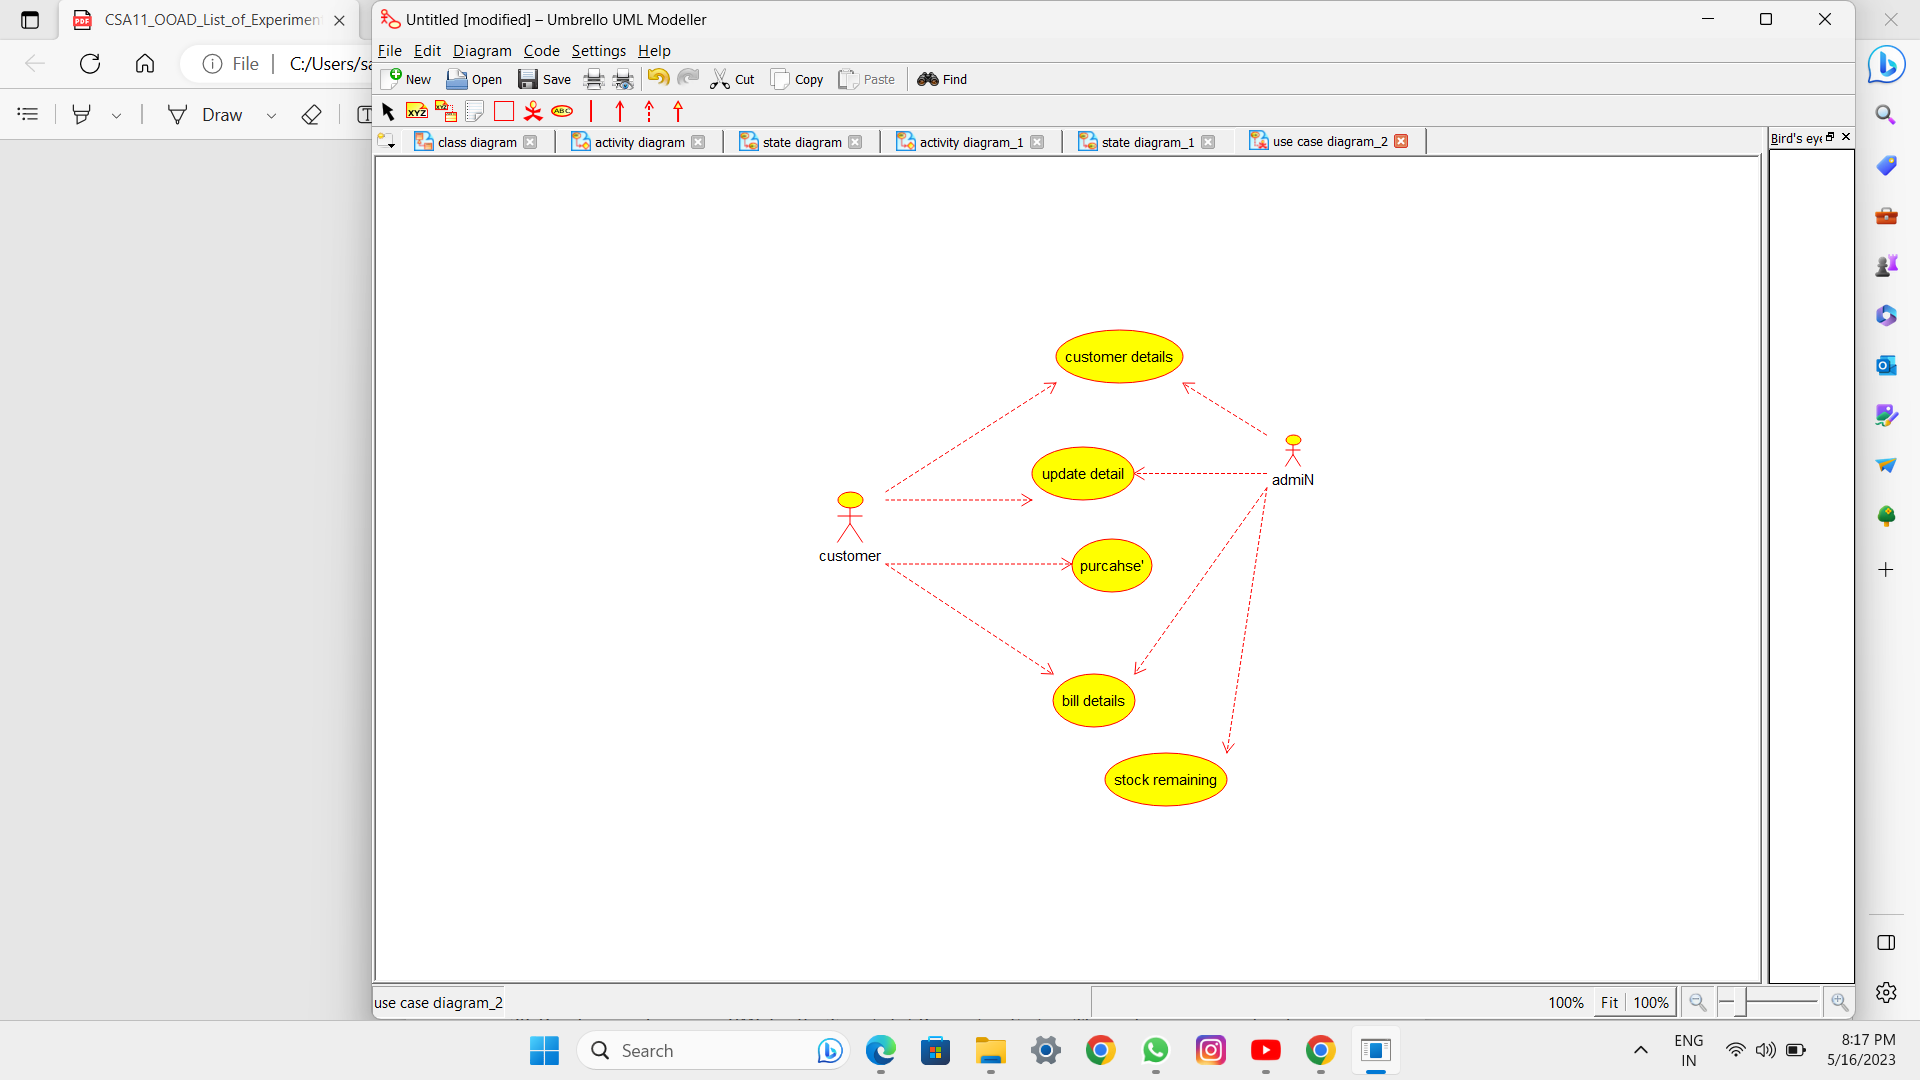 CSA11_OOAD_List_of_Experimen
File
C:/Users/sa
Draw
Untitled [modified] – Umbrello UML Modeller
File Edit Diagram Code Settings Help
New Open Save Cut Copy Paste Find
XYZ XYZ ABC
class diagram activity diagram state diagram activity diagram_1 state diagram_1 use case diagram_2
Bird's eye
customer details
update detail
admiN
customer
purcahse'
bill details
stock remaining
use case diagram_2
100% Fit 100%
Search
ENG
IN
8:17 PM
5/16/2023